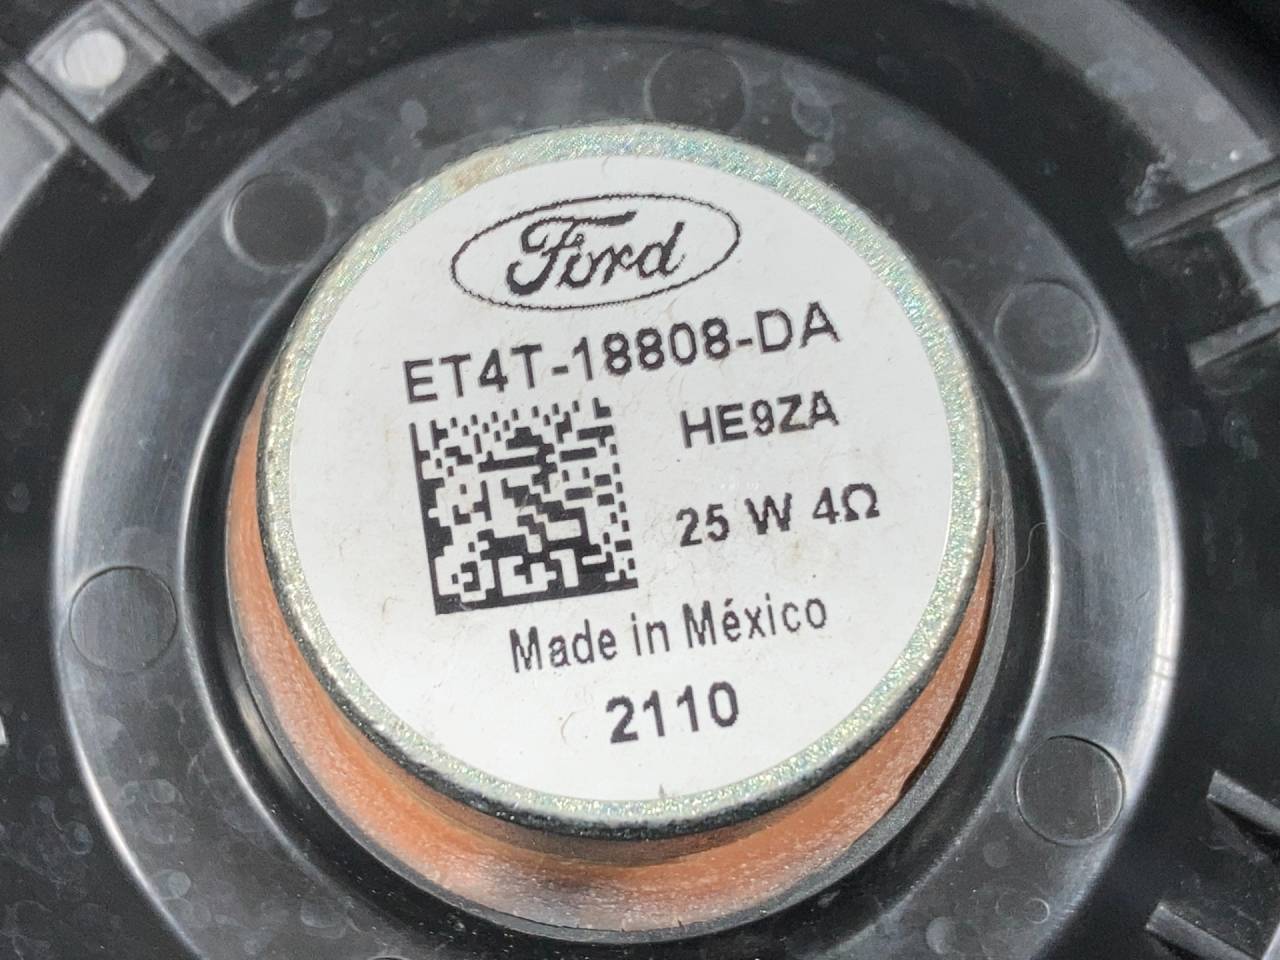 Ford
ET4T-18808-DA
HE9ZA
25 W 4Ω
Made in México
2110